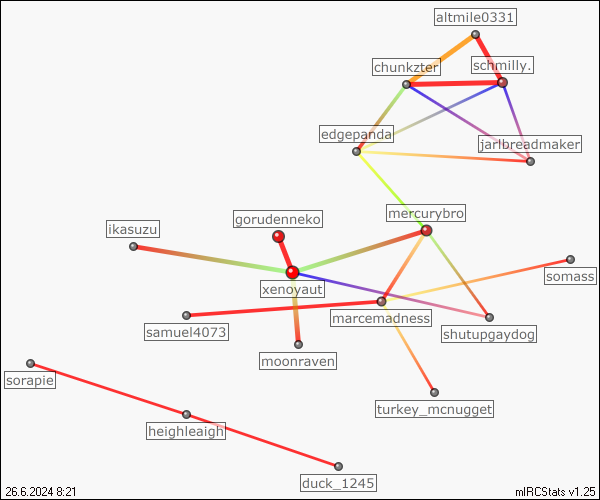 altmile0331
chunkzter
schmilly.
edgepanda
jarlbreadmaker
gorudenneko
mercurybro
ikasuzu
somass
xenoyaut
marcemadness
samuel4073
shutupgaydog
moonraven
sorapie
turkey_mcnugget
heighleaigh
duck_1245
26.6.2024 8:21
mIRCStats v1.25